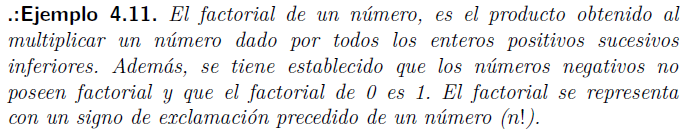 .:Ejemplo 4.11. El factorial de un número, es el producto obtenido al
multiplicar un número dado por todos los enteros positivos sucesivos
inferiores. Además, se tiene establecido que los números negativos no
poseen factorial y que el factorial de 0 es 1. El factorial se representa
con un signo de exclamación precedido de un número (n!).